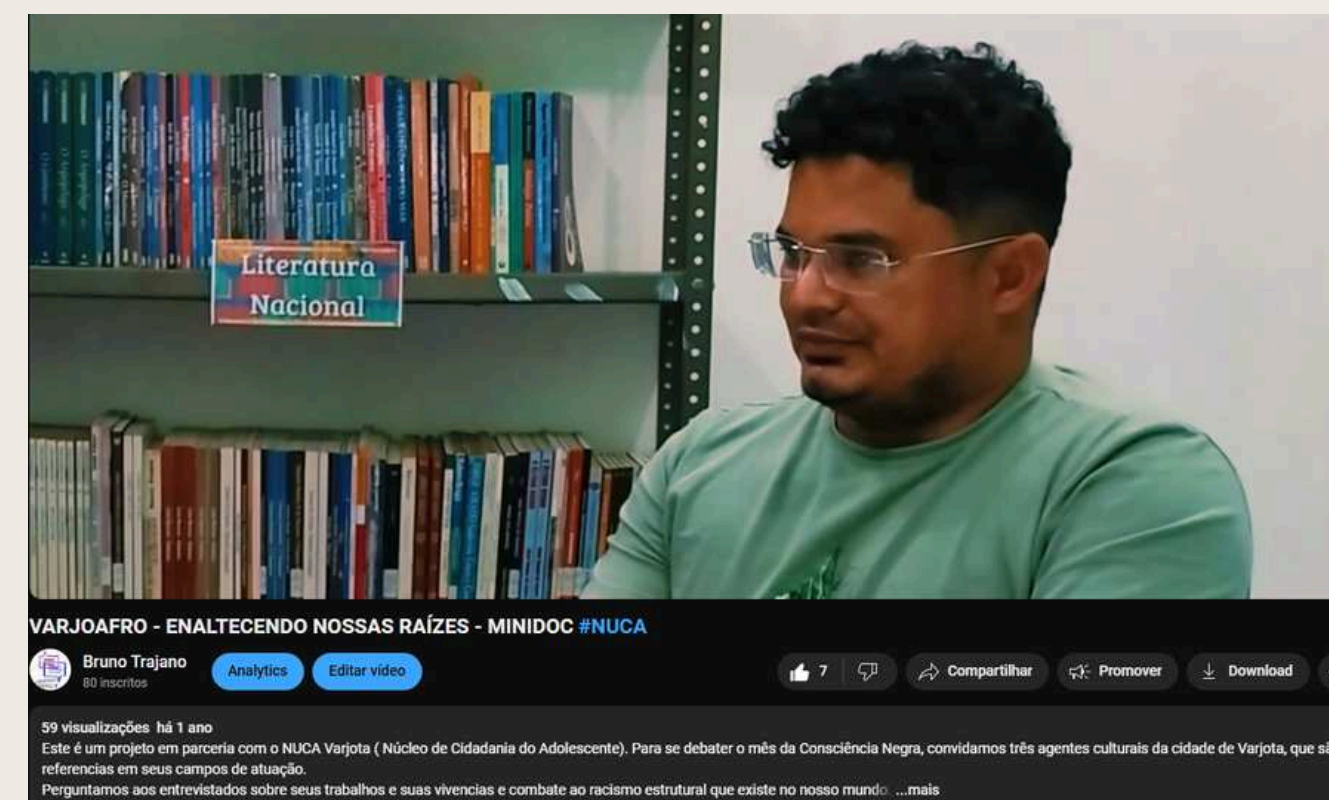 Literatura
Nacional
VARJOAFRO - ENALTECENDO NOSSAS RAÍZES - MINIDOC #NUCA
Bruno Trajano
80 inscritos
Analytics
Editar vídeo
7
Compartilhar
Promover
Download
59 visualizações há 1 ano
Este é um projeto em parceria com o NUCA Varjota ( Núcleo de Cidadania do Adolescente). Para se debater o mês da Consciência Negra, convidamos três agentes culturais da cidade de Varjota, que
referencias em seus campos de atuação.
Perguntamos aos entrevistados sobre seus trabalhos e suas vivencias e combate ao racismo estrutural que existe no nosso mundo. ...mais